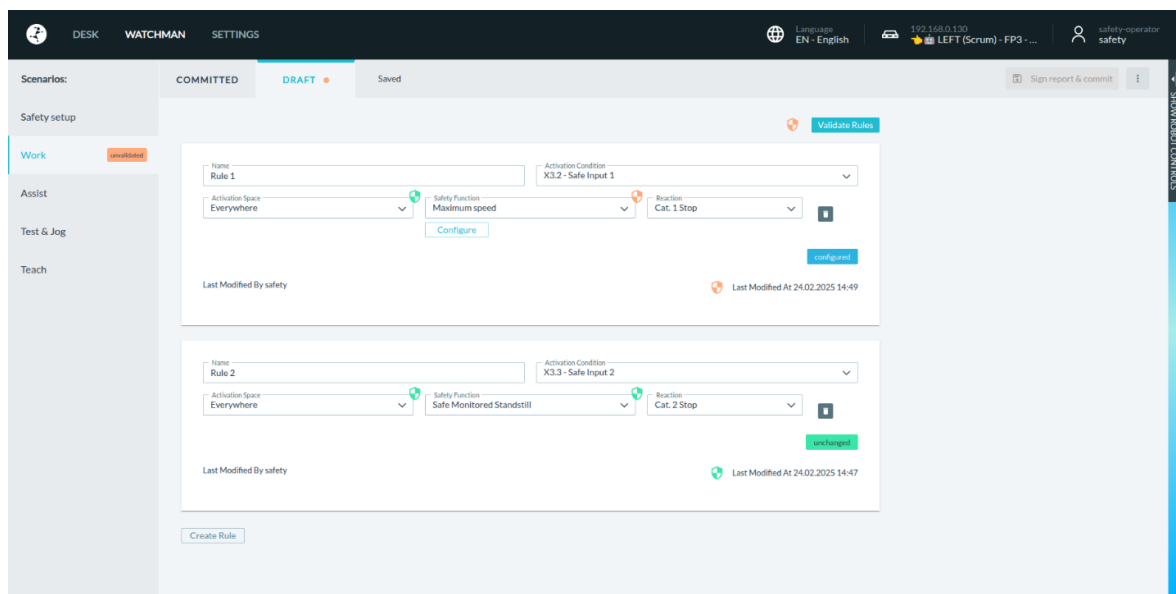 DESK WATCHMAN SETTINGS
Language
EN - English
192.168.0.130
LEFT (Scrum) - FP3 - ...
safety-operator
safety
Scenarios:
COMMITTED DRAFT Saved
Sign report & commit
SHOW ROBOT CONTROLS
Safety setup
Work unvalidated
Assist
Test & Jog
Teach
Validate Rules
Name
Rule 1
Activation Condition
X3.2 - Safe Input 1
Activation Space
Everywhere
Safety Function
Maximum speed
Reaction
Cat. 1 Stop
Configure
configured
Last Modified By safety
Last Modified At 24.02.2025 14:49
Name
Rule 2
Activation Condition
X3.3 - Safe Input 2
Activation Space
Everywhere
Safety Function
Safe Monitored Standstill
Reaction
Cat. 2 Stop
unchanged
Last Modified By safety
Last Modified At 24.02.2025 14:47
Create Rule